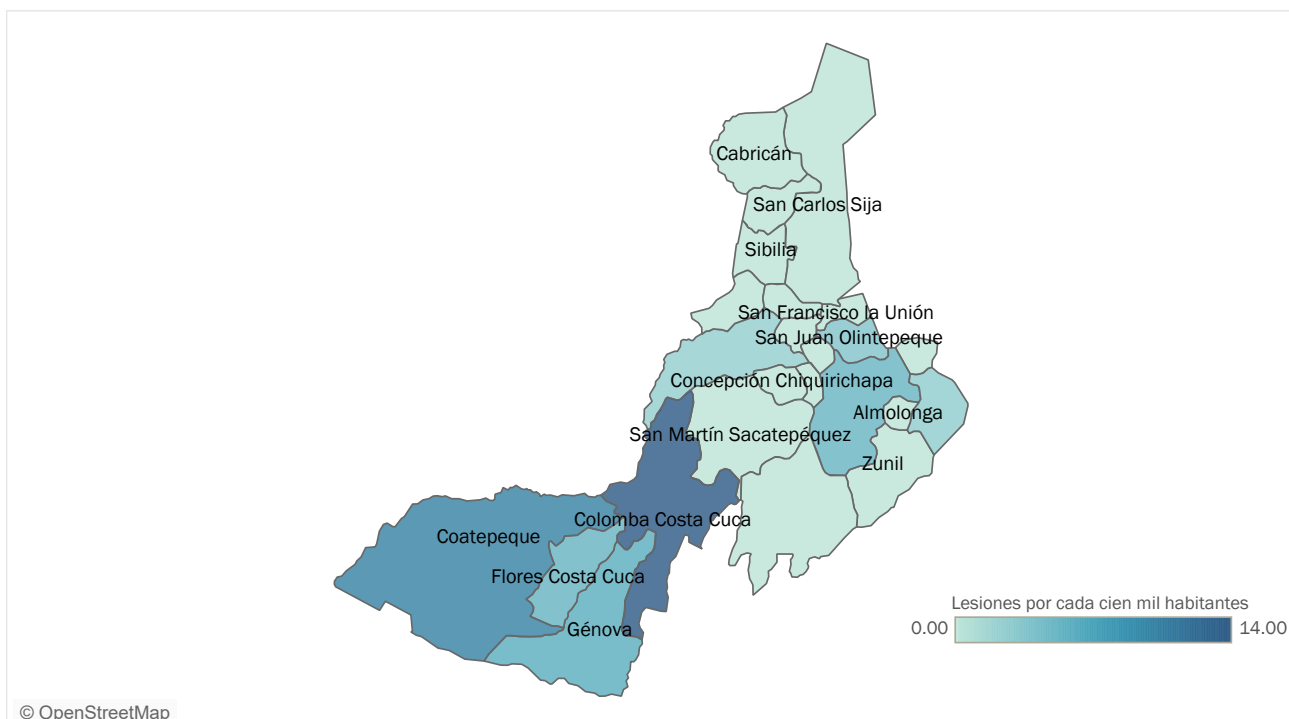 Cabricán
San Carlos Sija
Sibilia
San Francisco la Unión
San Juan Olintepeque
Concepción Chiquirichapa
Almolonga
San Martín Sacatepéquez
Zunil
Colomba Costa Cuca
Coatepeque
Flores Costa Cuca
Génova
Lesiones por cada cien mil habitantes
0.00 14.00
© OpenStreetMap